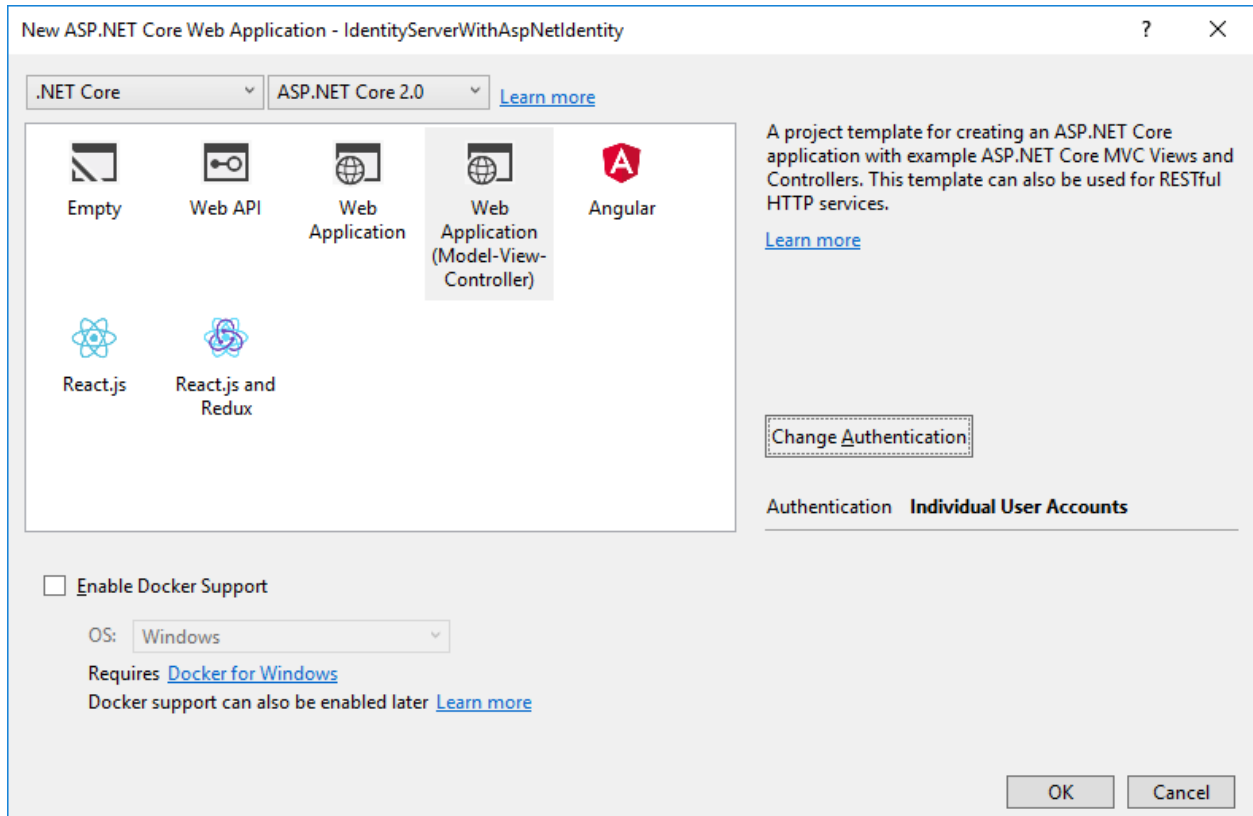 New ASP.NET Core Web Application - IdentityServerWithAspNetIdentity
?
.NET Core
ASP.NET Core 2.0
Learn more
Empty
Web API
Web
Application
Web
Application
(Model-View-
Controller)
Angular
React.js
React.js and
Redux
A project template for creating an ASP.NET Core
application with example ASP.NET Core MVC Views and
Controllers. This template can also be used for RESTful
HTTP services.
Learn more
Change Authentication
Authentication Individual User Accounts
Enable Docker Support
OS: Windows
Requires Docker for Windows
Docker support can also be enabled later Learn more
OK
Cancel